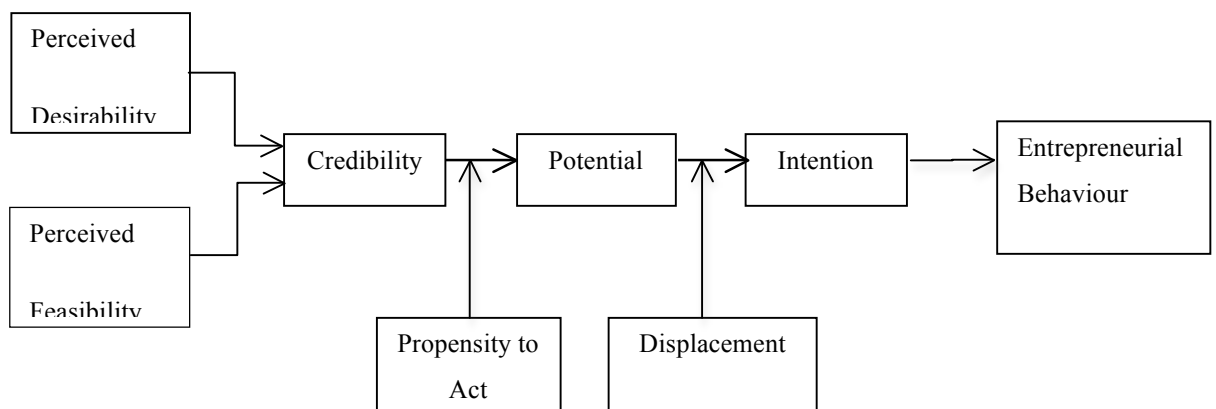 Perceived
Desirability
Credibility
Potential
Intention
Entrepreneurial
Behaviour
Perceived
Feasibility
Propensity to
Act
Displacement